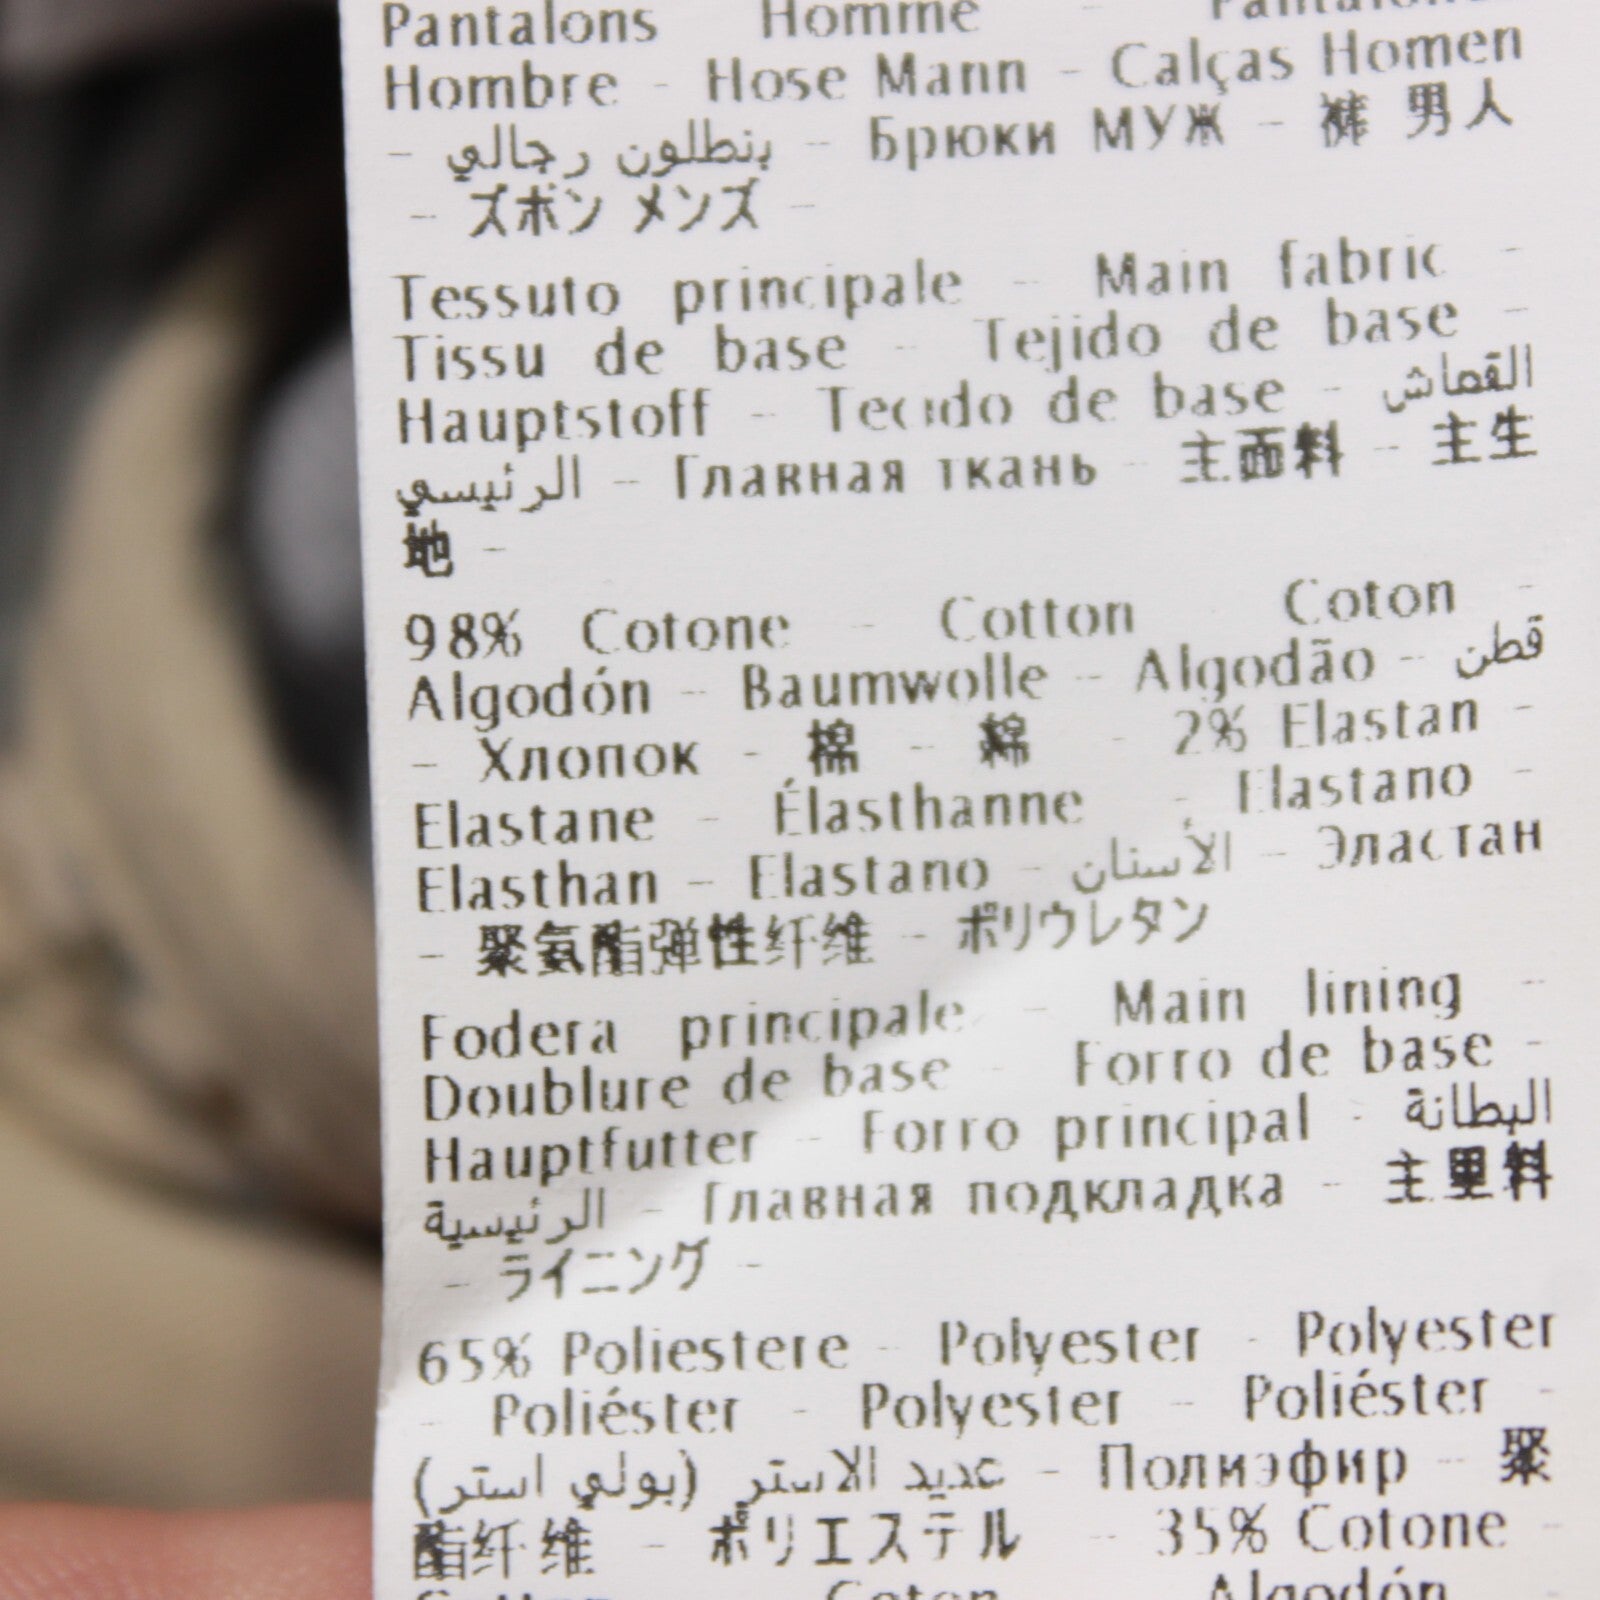 Pantalons Homme - Pantalones
Hombre - Hose Mann - Calças Homen
- بنطلون رجالي - Брюки МУЖ - 裤 男人
- ズボン メンズ -
Tessuto principale - Main fabric -
Tissu de base - Tejido de base -
Hauptstoff - Tecido de base - القماش
الرئيسي - Главная ткань - 主面料 - 主生
地 -
98% Cotone - Cotton Coton -
Algodón - Baumwolle - Algodão - قطن
- Хлопок - 棉 - 綿 - 2% Elastan -
Elastane - Élasthanne - Elastano -
Elasthan - Elastano - الأسنان - Эластан
- 聚氨酯弹性纤维 - ポリウレタン
Fodera principale - Main lining -
Doublure de base - Forro de base -
Hauptfutter - Forro principal - البطانة
الرئيسية - Главная подкладка - 主里料
- ライニング -
65% Poliestere - Polyester - Polyester
- Poliéster - Polyester - Poliéster -
عديد الاستر (بولي استر) - Полиэфир - 聚
酯纤维 - ポリエステル - 35% Cotone -
Coton Algodón -